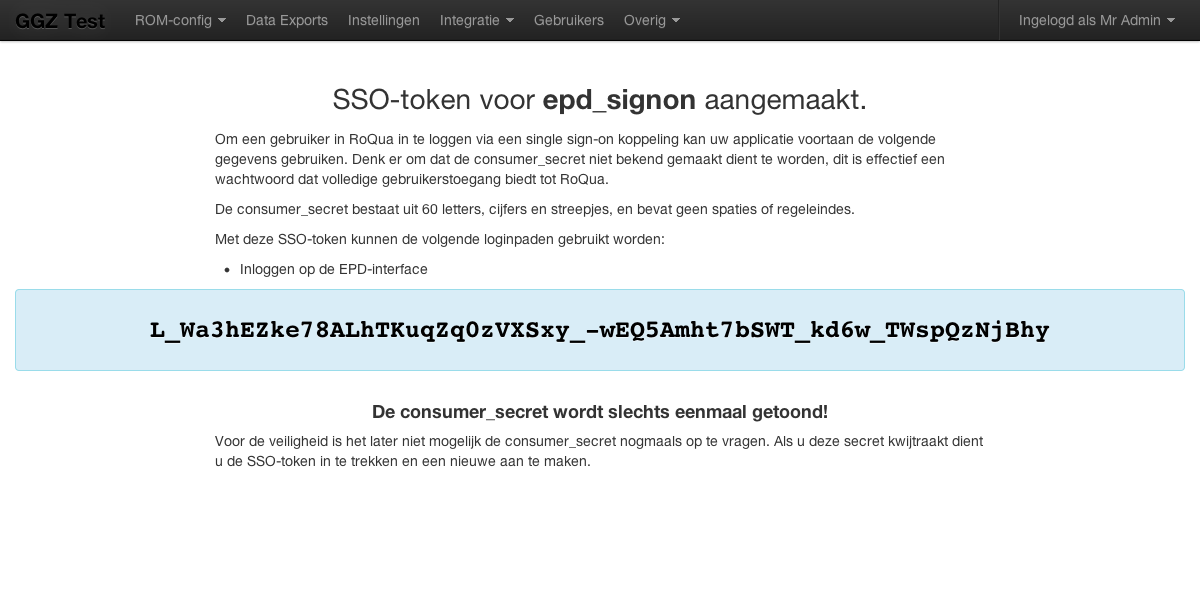 GGZ Test ROM-config Data Exports Instellingen Integratie Gebruikers Overig Ingelogd als Mr Admin
SSO-token voor epd_signon aangemaakt.
Om een gebruiker in RoQua in te loggen via een single sign-on koppeling kan uw applicatie voortaan de volgende
gegevens gebruiken. Denk er om dat de consumer_secret niet bekend gemaakt dient te worden, dit is effectief een
wachtwoord dat volledige gebruikerstoegang biedt tot RoQua.
De consumer_secret bestaat uit 60 letters, cijfers en streepjes, en bevat geen spaties of regeleindes.
Met deze SSO-token kunnen de volgende loginpaden gebruikt worden:
• Inloggen op de EPD-interface
L_Wa3hEZke78ALhTKuqZq0zVXSxy_-wEQ5Amht7bSWT_kd6w_TWspQzNjBhy
De consumer_secret wordt slechts eenmaal getoond!
Voor de veiligheid is het later niet mogelijk de consumer_secret nogmaals op te vragen. Als u deze secret kwijtraakt dient
u de SSO-token in te trekken en een nieuwe aan te maken.